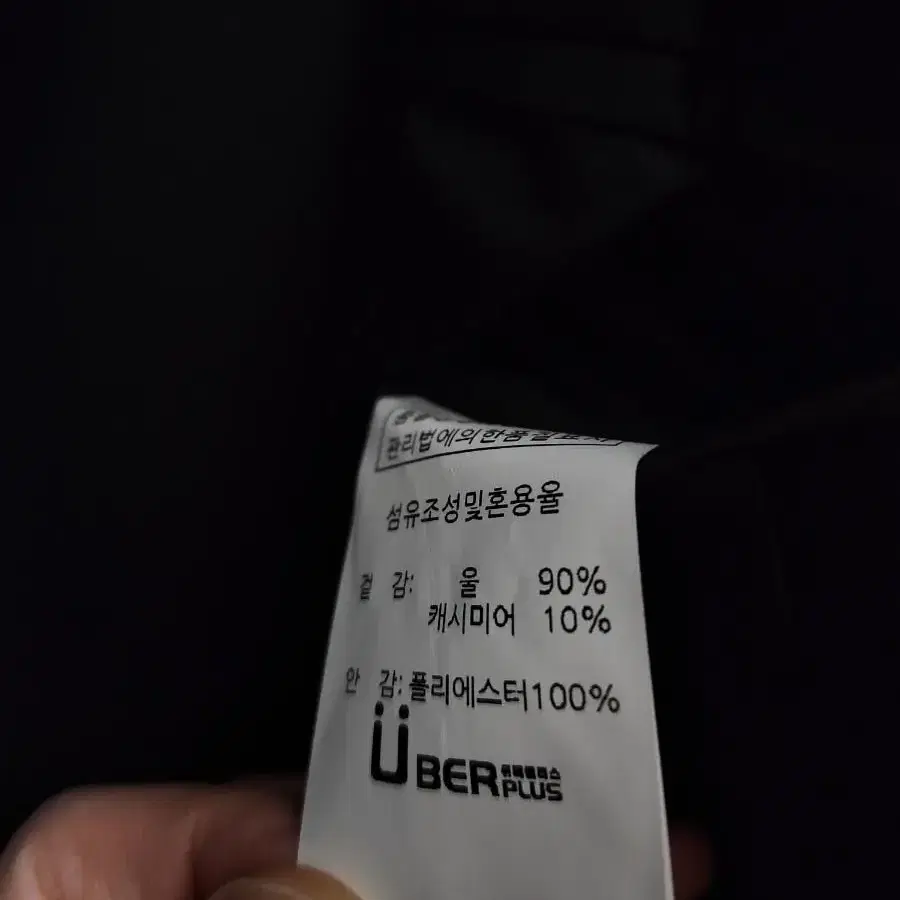 관리법에의한품질표시
섬유조성및혼용율
겉 감: 울 90%
캐시미어 10%
안 감: 폴리에스터100%
ÜBER PLUS